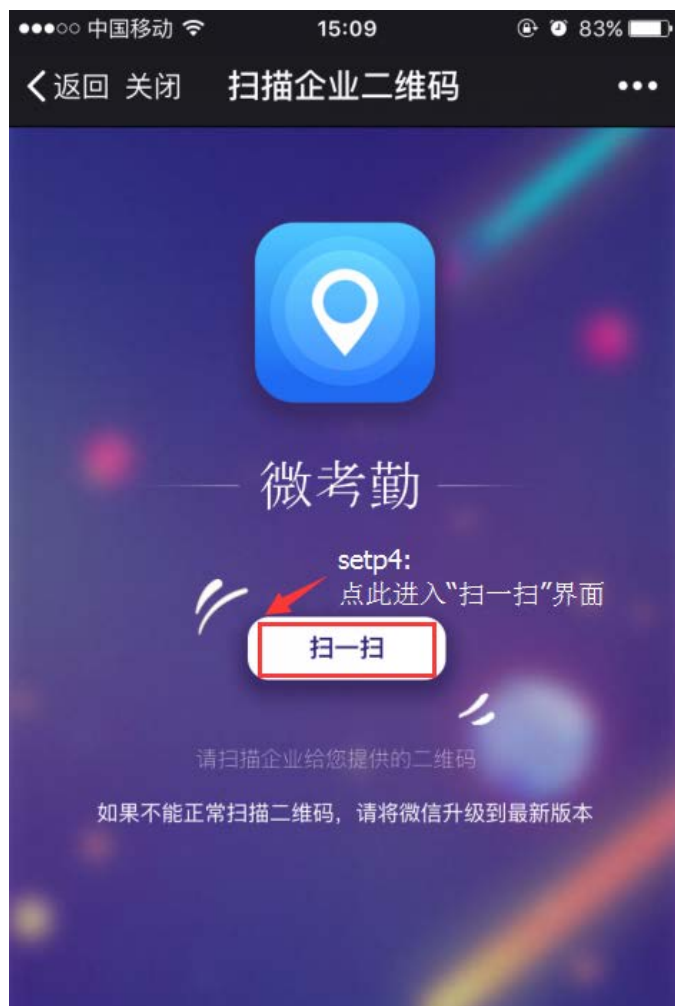 中国移动 15:09 83%
返回 关闭 扫描企业二维码
微考勤
setp4:
点此进入“扫一扫”界面
扫一扫
请扫描企业给您提供的二维码
如果不能正常扫描二维码，请将微信升级到最新版本